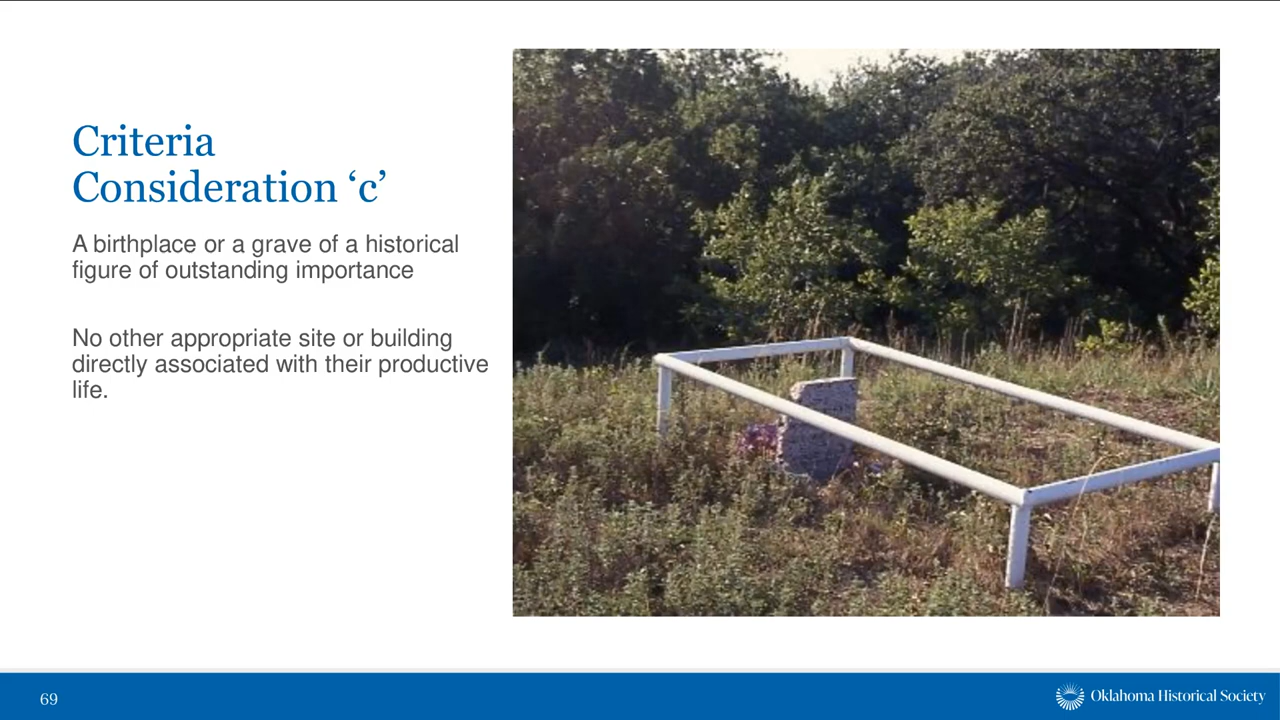 Criteria
Consideration ‘c’
A birthplace or a grave of a historical
figure of outstanding importance
No other appropriate site or building
directly associated with their productive
life.
69
Oklahoma Historical Society